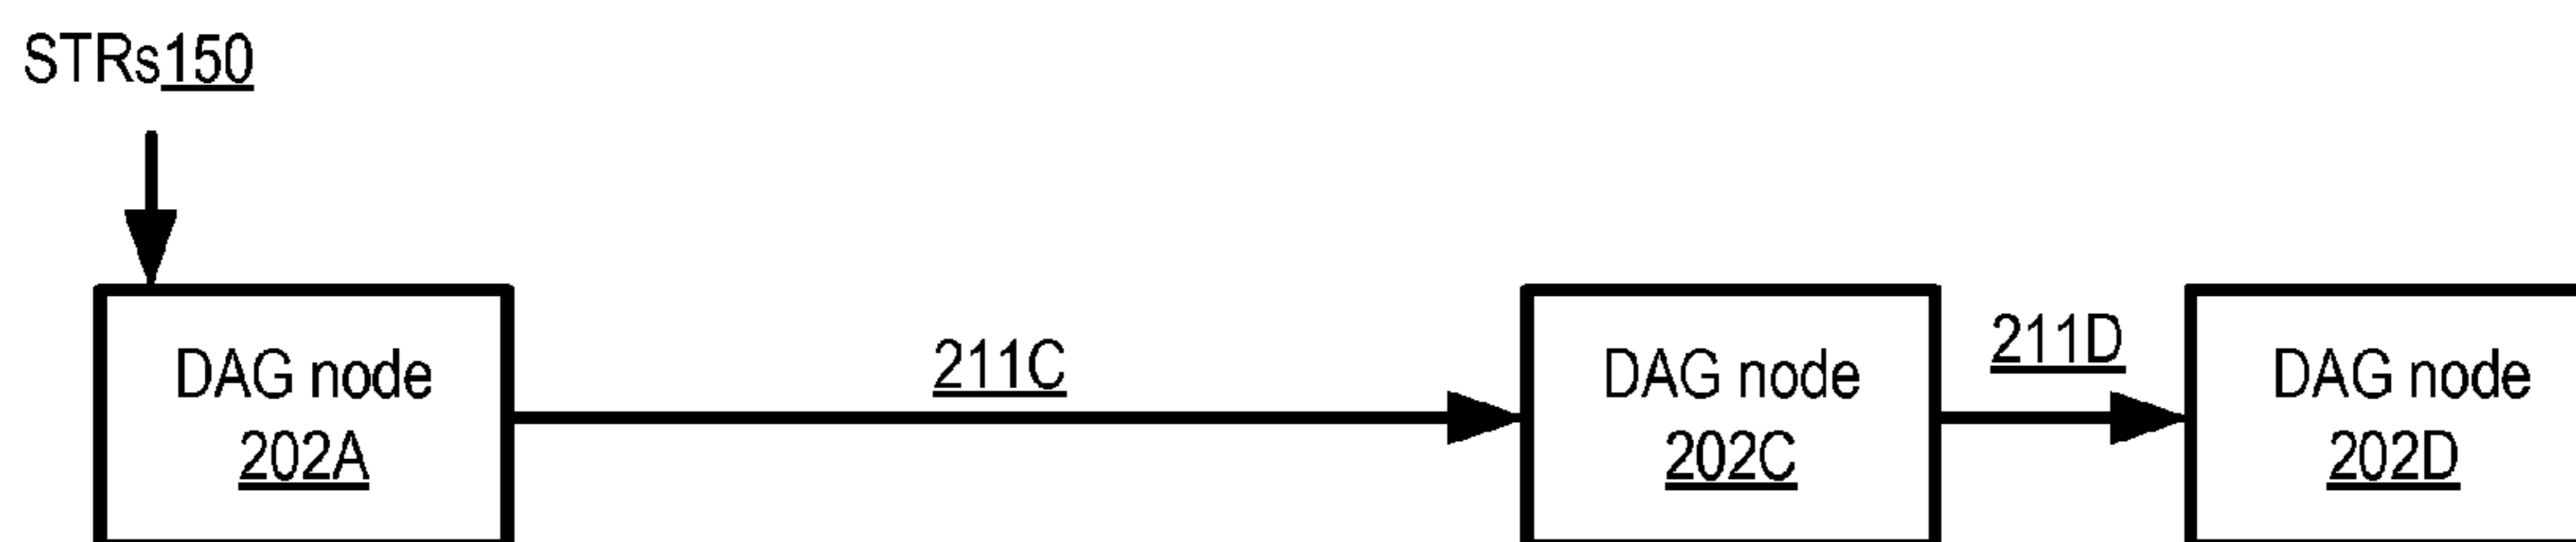 STRs150
211C
211D
DAG node
202A
DAG node
202C
DAG node
202D